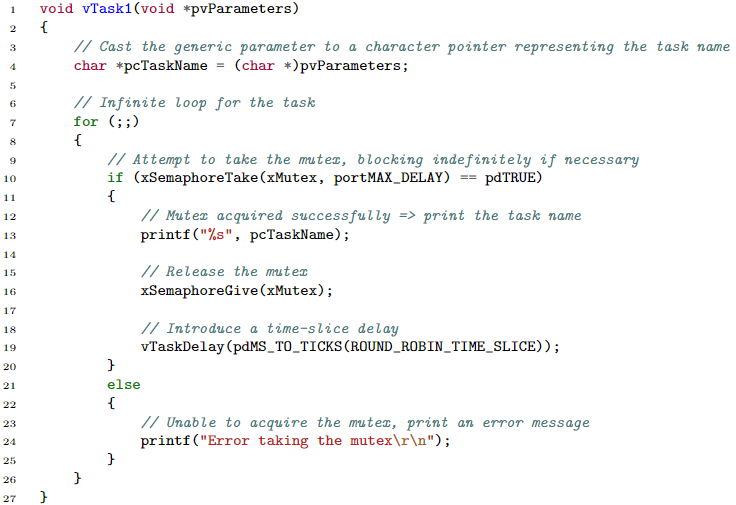 1 void vTask1(void *pvParameters)
2 {
3 // Cast the generic parameter to a character pointer representing the task name
4 char *pcTaskName = (char *)pvParameters;
5
6 // Infinite loop for the task
7 for (;;)
8 {
9 // Attempt to take the mutex, blocking indefinitely if necessary
10 if (xSemaphoreTake(xMutex, portMAX_DELAY) == pdTRUE)
11 {
12 // Mutex acquired successfully => print the task name
13 printf("%s", pcTaskName);
14
15 // Release the mutex
16 xSemaphoreGive(xMutex);
17
18 // Introduce a time-slice delay
19 vTaskDelay(pdMS_TO_TICKS(ROUND_ROBIN_TIME_SLICE));
20 }
21 else
22 {
23 // Unable to acquire the mutex, print an error message
24 printf("Error taking the mutex\r\n");
25 }
26 }
27 }